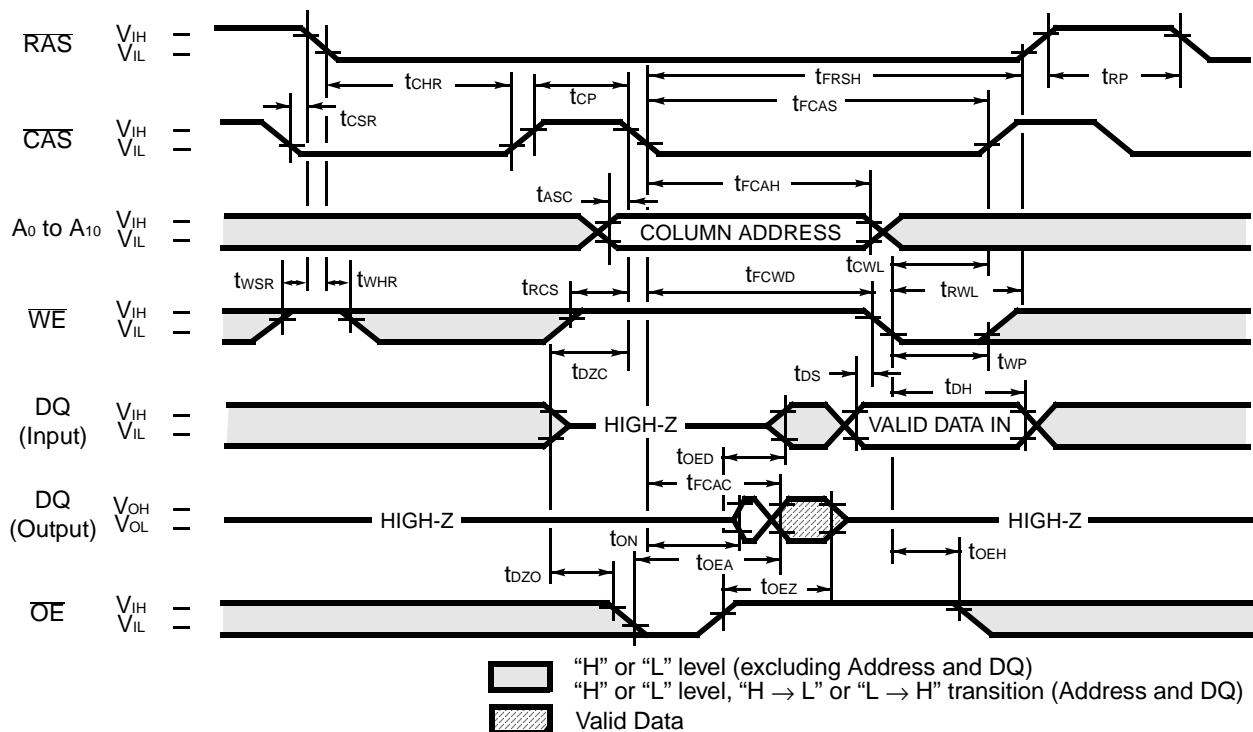 RAS VIH VIL
tCHR tCP tFRSH tRP
tFCAS
tCSR
CAS VIH VIL
tASC tFCAH
A0 to A10 VIH VIL COLUMN ADDRESS
tWSR tWHR tRCS tFCWD tCWL
tRWL
WE VIH VIL
tDZC tDS tWP
tDH
DQ (Input) VIH VIL HIGH-Z VALID DATA IN
tOED
tFCAC
DQ (Output) VOH VOL HIGH-Z HIGH-Z
tON tOEA tOEH
tDZO tOEZ
OE VIH VIL
“H” or “L” level (excluding Address and DQ)
“H” or “L” level, “H → L” or “L → H” transition (Address and DQ)
Valid Data